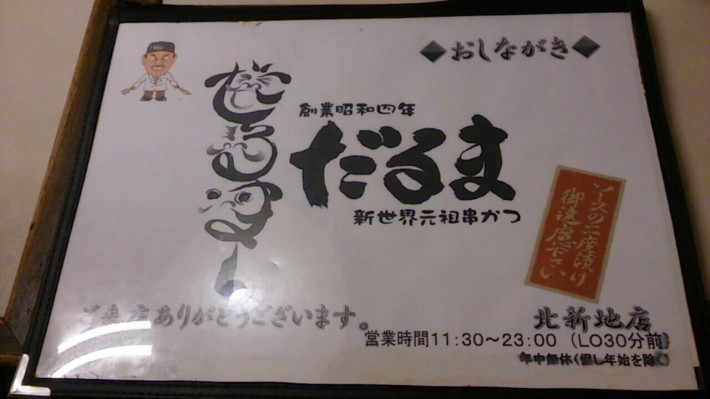 ◆おしながき◆
創業昭和四年
だるま
新世界元祖串かつ
ソースの二度漬け
御遠慮下さい
ご来店ありがとうございます。
北新地店
営業時間11:30～23:00 (LO30分前)
年中無休(但し年始を除く)